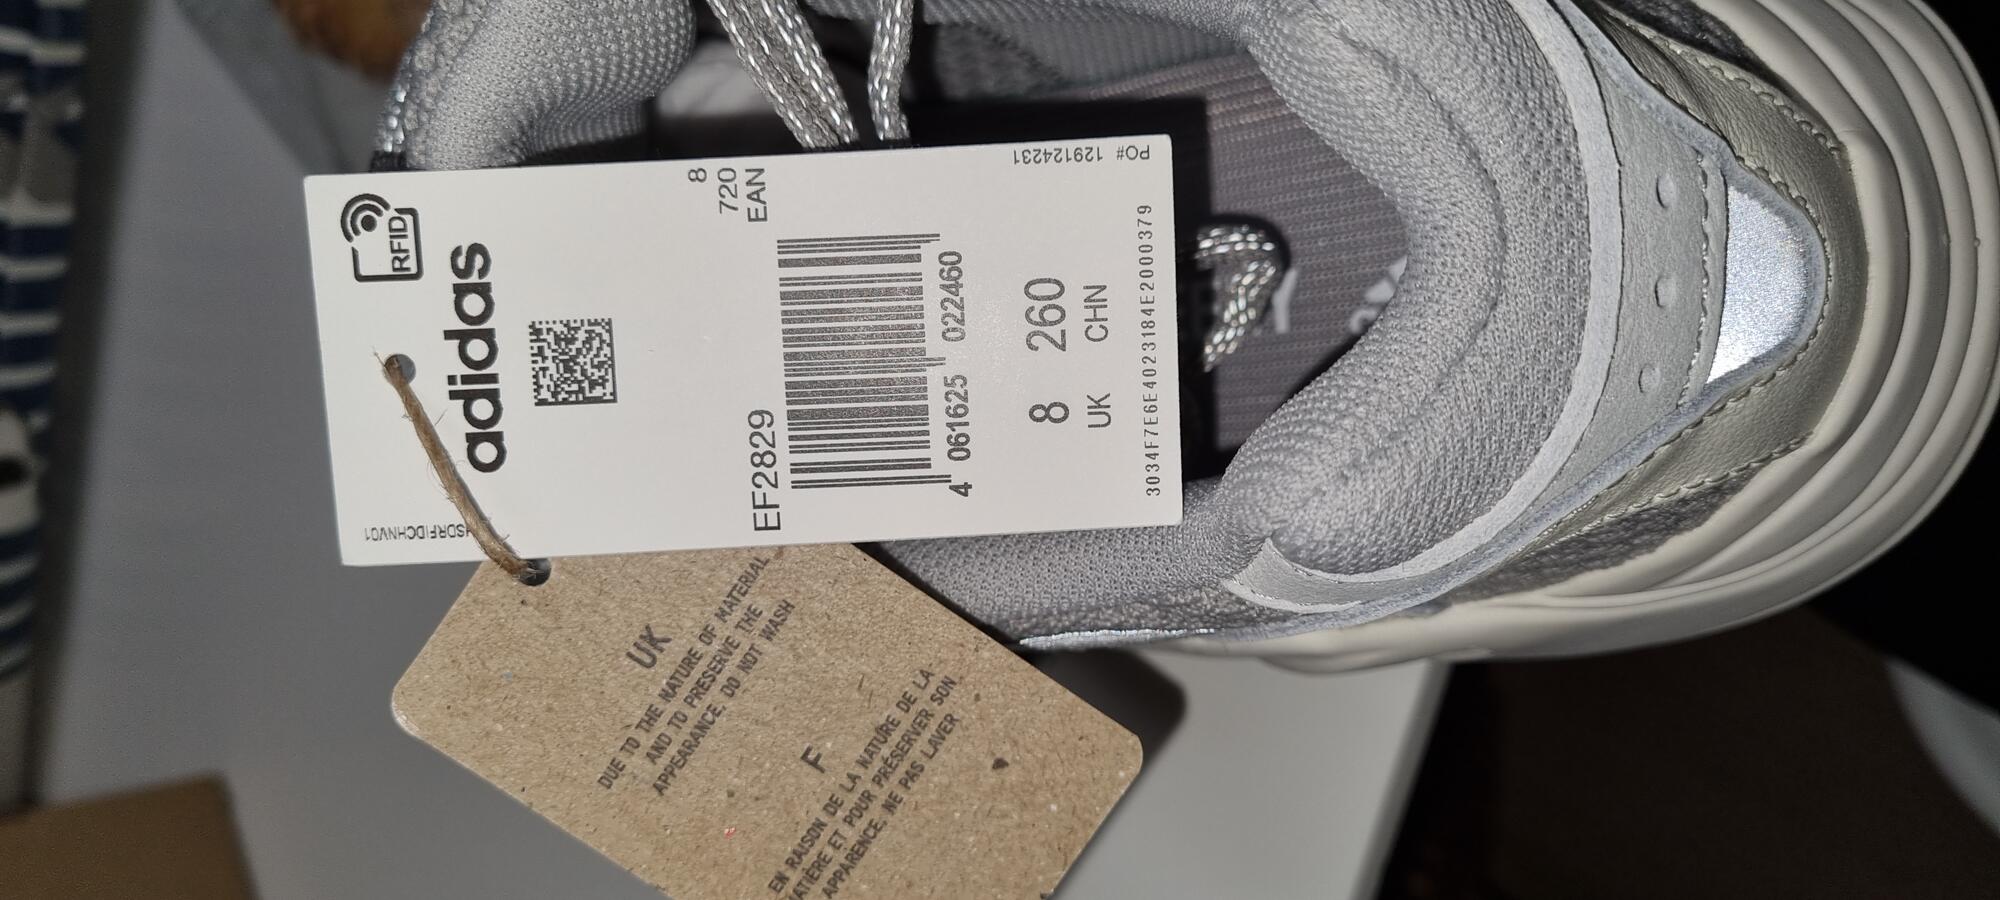 RFID
adidas
HSDRFIDCHNV01
EF2829
8
720
EAN
4 061625 022460
8 260
UK CHN
3034F7E6E4023184E2000379
PO# 129124231
UK
DUE TO THE NATURE OF MATERIAL
AND TO PRESERVE THE
APPEARANCE, DO NOT WASH
F
EN RAISON DE LA NATURE DE LA
MATIÈRE ET POUR PRÉSERVER SON
APPARENCE, NE PAS LAVER